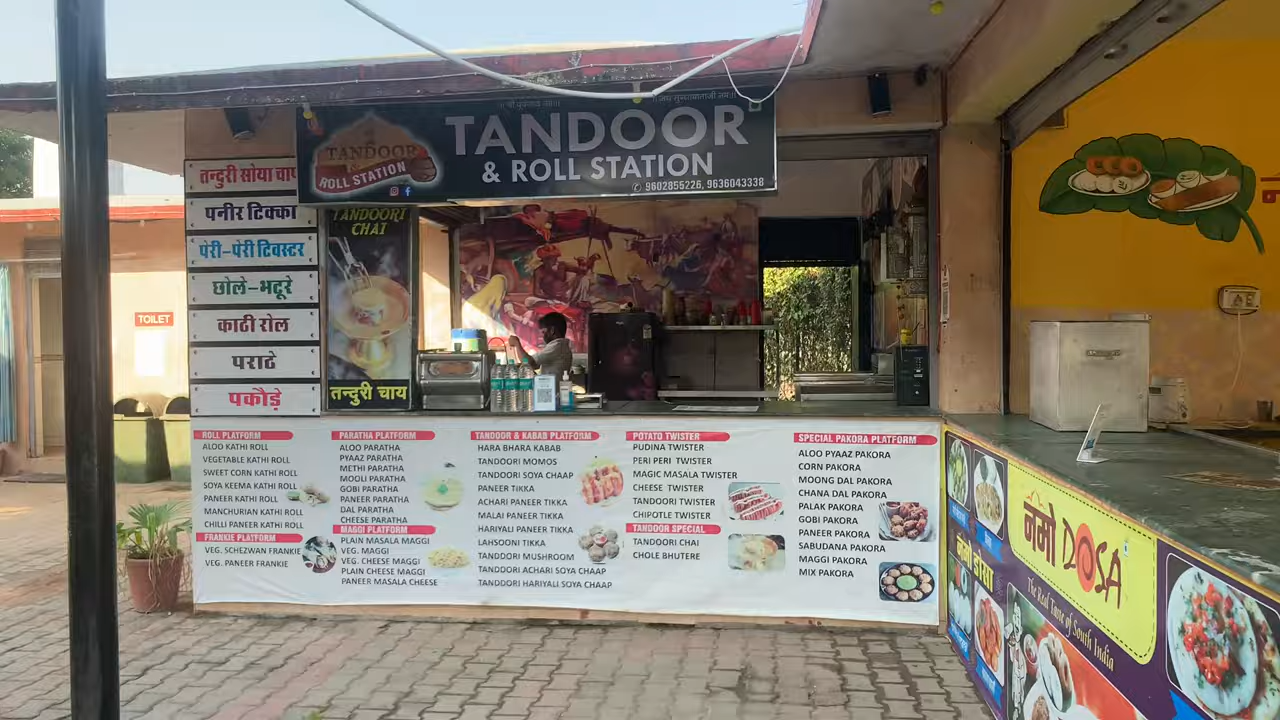 ॥ श्री
TANDOOR
ROLL STATION
TANDOOR
& ROLL STATION
9602855226, 9636043338
तन्दुरी सोया चाप
पनीर टिक्का
पेरी-पेरी टिवस्टर
छोले-भटूरे
काठी रोल
पराठे
पकौड़े
TANDOORI
CHAI
तन्दुरी चाय
TOILET
ROLL PLATFORM
ALOO KATHI ROLL
VEGETABLE KATHI ROLL
SWEET CORN KATHI ROLL
SOYA KEEMA KATHI ROLL
PANEER KATHI ROLL
MANCHURIAN KATHI ROLL
CHILLI PANEER KATHI ROLL
FRANKIE PLATFORM
VEG. SCHEZWAN FRANKIE
VEG. PANEER FRANKIE
PARATHA PLATFORM
ALOO PARATHA
PYAAZ PARATHA
METHI PARATHA
MOOLI PARATHA
GOBI PARATHA
PANEER PARATHA
DAL PARATHA
CHEESE PARATHA
MAGGI PLATFORM
PLAIN MASALA MAGGI
VEG. MAGGI
VEG. CHEESE MAGGI
PLAIN CHEESE MAGGI
PANEER MASALA CHEESE
TANDOOR & KABAB PLATFORM
HARA BHARA KABAB
TANDOORI MOMOS
TANDOORI SOYA CHAAP
PANEER TIKKA
ACHARI PANEER TIKKA
MALAI PANEER TIKKA
HARIYALI PANEER TIKKA
LAHSOONI TIKKA
TANDOORI MUSHROOM
TANDOORI ACHARI SOYA CHAAP
TANDOORI HARIYALI SOYA CHAAP
POTATO TWISTER
PUDINA TWISTER
PERI PERI TWISTER
MAGIC MASALA TWISTER
CHEESE TWISTER
TANDOORI TWISTER
CHIPOTLE TWISTER
TANDOOR SPECIAL
TANDOORI CHAI
CHOLE BHUTERE
SPECIAL PAKORA PLATFORM
ALOO PYAAZ PAKORA
CORN PAKORA
MOONG DAL PAKORA
CHANA DAL PAKORA
PALAK PAKORA
GOBI PAKORA
PANEER PAKORA
SABUDANA PAKORA
MAGGI PAKORA
MIX PAKORA
नमो DOSA
नमो डोसा
The Real Taste of South India